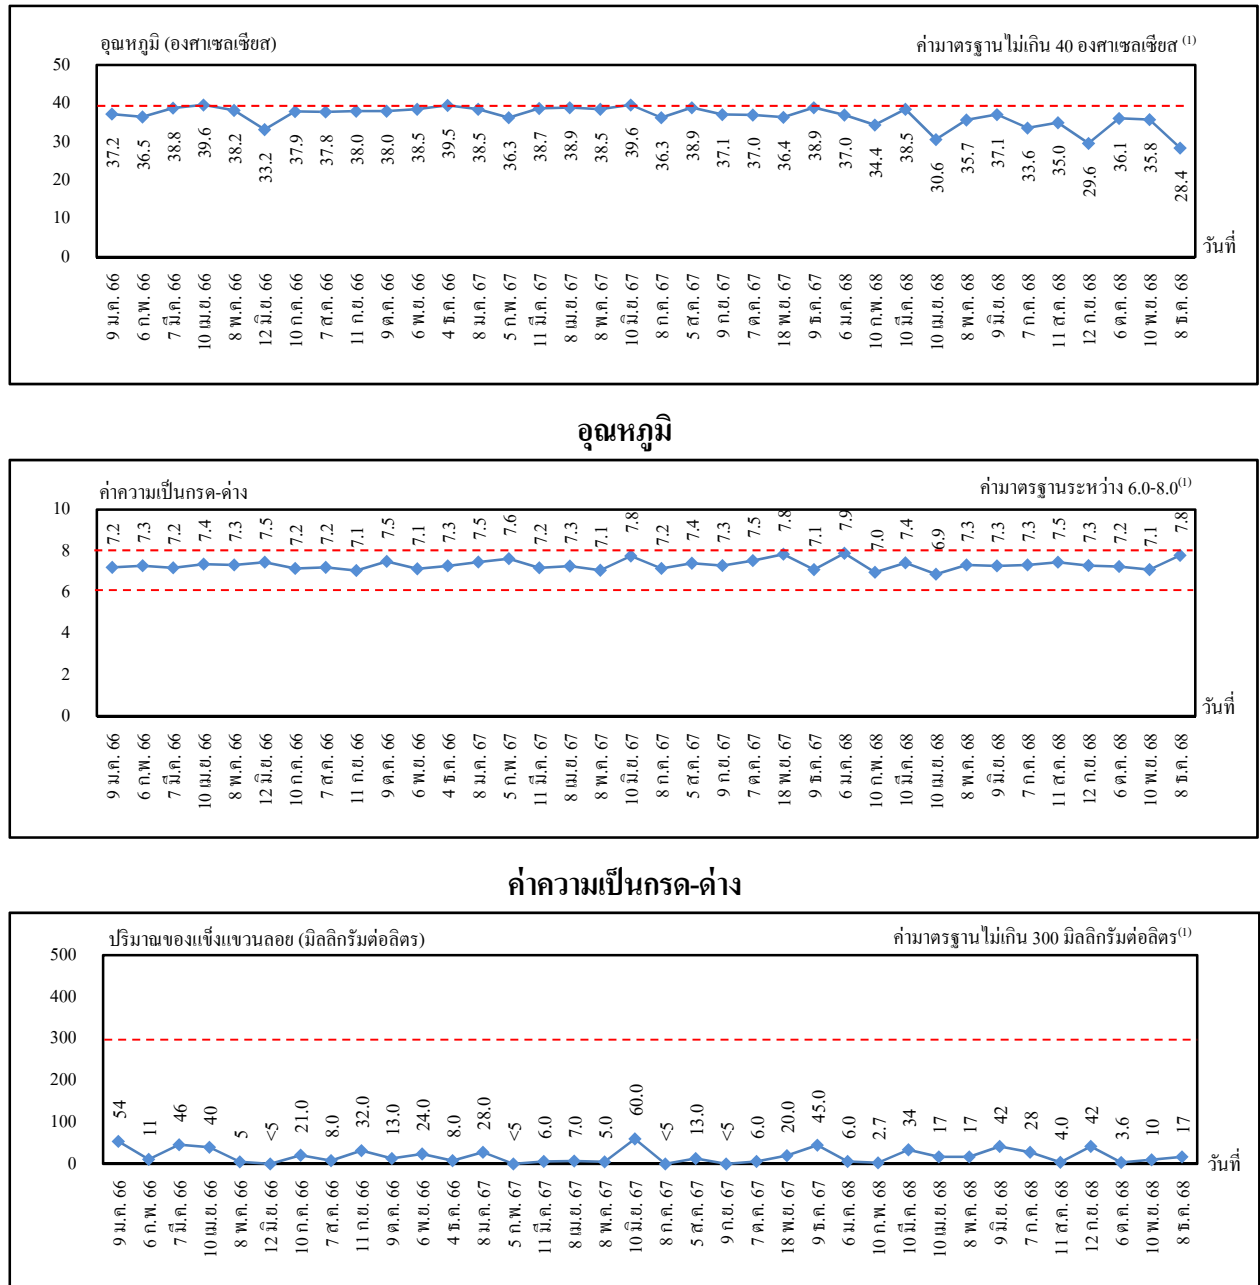 อุณหภูมิ (องศาเซลเซียส) ค่ามาตรฐานไม่เกิน 40 องศาเซลเซียส (1)
50
40
30
20
10
0
37.2 36.5 38.8 39.6 38.2 33.2 37.9 37.8 38.0 38.0 38.5 39.5 38.5 36.3 38.7 38.9 38.5 39.6 36.3 38.9 37.1 37.0 36.4 38.9 37.0 34.4 38.5 30.6 35.7 37.1 33.6 35.0 29.6 36.1 35.8 28.4
วันที่
9 ม.ค. 66 6 ก.พ. 66 7 มี.ค. 66 10 เม.ย. 66 8 พ.ค. 66 12 มิ.ย. 66 10 ก.ค. 66 7 ส.ค. 66 11 ก.ย. 66 9 ต.ค. 66 6 พ.ย. 66 4 ธ.ค. 66 8 ม.ค. 67 5 ก.พ. 67 11 มี.ค. 67 8 เม.ย. 67 8 พ.ค. 67 10 มิ.ย. 67 8 ก.ค. 67 5 ส.ค. 67 9 ก.ย. 67 7 ต.ค. 67 18 พ.ย. 67 9 ธ.ค. 67 6 ม.ค. 68 10 ก.พ. 68 10 มี.ค. 68 10 เม.ย. 68 8 พ.ค. 68 9 มิ.ย. 68 7 ก.ค. 68 11 ส.ค. 68 12 ก.ย. 68 6 ต.ค. 68 10 พ.ย. 68 8 ธ.ค. 68
อุณหภูมิ
ค่าความเป็นกรด-ด่าง ค่ามาตรฐานระหว่าง 6.0-8.0(1)
10
8
6
4
2
0
7.2 7.3 7.2 7.4 7.3 7.5 7.2 7.2 7.1 7.5 7.1 7.3 7.5 7.6 7.2 7.3 7.1 7.8 7.2 7.4 7.3 7.5 7.8 7.1 7.9 7.0 7.4 6.9 7.3 7.3 7.3 7.5 7.3 7.2 7.1 7.8
วันที่
9 ม.ค. 66 6 ก.พ. 66 7 มี.ค. 66 10 เม.ย. 66 8 พ.ค. 66 12 มิ.ย. 66 10 ก.ค. 66 7 ส.ค. 66 11 ก.ย. 66 9 ต.ค. 66 6 พ.ย. 66 4 ธ.ค. 66 8 ม.ค. 67 5 ก.พ. 67 11 มี.ค. 67 8 เม.ย. 67 8 พ.ค. 67 10 มิ.ย. 67 8 ก.ค. 67 5 ส.ค. 67 9 ก.ย. 67 7 ต.ค. 67 18 พ.ย. 67 9 ธ.ค. 67 6 ม.ค. 68 10 ก.พ. 68 10 มี.ค. 68 10 เม.ย. 68 8 พ.ค. 68 9 มิ.ย. 68 7 ก.ค. 68 11 ส.ค. 68 12 ก.ย. 68 6 ต.ค. 68 10 พ.ย. 68 8 ธ.ค. 68
ค่าความเป็นกรด-ด่าง
ปริมาณของแข็งแขวนลอย (มิลลิกรัมต่อลิตร) ค่ามาตรฐานไม่เกิน 300 มิลลิกรัมต่อลิตร(1)
500
400
300
200
100
0
54 11 46 40 5 <5 21.0 8.0 32.0 13.0 24.0 8.0 28.0 <5 6.0 7.0 5.0 60.0 <5 13.0 <5 6.0 20.0 45.0 6.0 2.7 34 17 17 42 28 4.0 42 3.6 10 17
วันที่
9 ม.ค. 66 6 ก.พ. 66 7 มี.ค. 66 10 เม.ย. 66 8 พ.ค. 66 12 มิ.ย. 66 10 ก.ค. 66 7 ส.ค. 66 11 ก.ย. 66 9 ต.ค. 66 6 พ.ย. 66 4 ธ.ค. 66 8 ม.ค. 67 5 ก.พ. 67 11 มี.ค. 67 8 เม.ย. 67 8 พ.ค. 67 10 มิ.ย. 67 8 ก.ค. 67 5 ส.ค. 67 9 ก.ย. 67 7 ต.ค. 67 18 พ.ย. 67 9 ธ.ค. 67 6 ม.ค. 68 10 ก.พ. 68 10 มี.ค. 68 10 เม.ย. 68 8 พ.ค. 68 9 มิ.ย. 68 7 ก.ค. 68 11 ส.ค. 68 12 ก.ย. 68 6 ต.ค. 68 10 พ.ย. 68 8 ธ.ค. 68